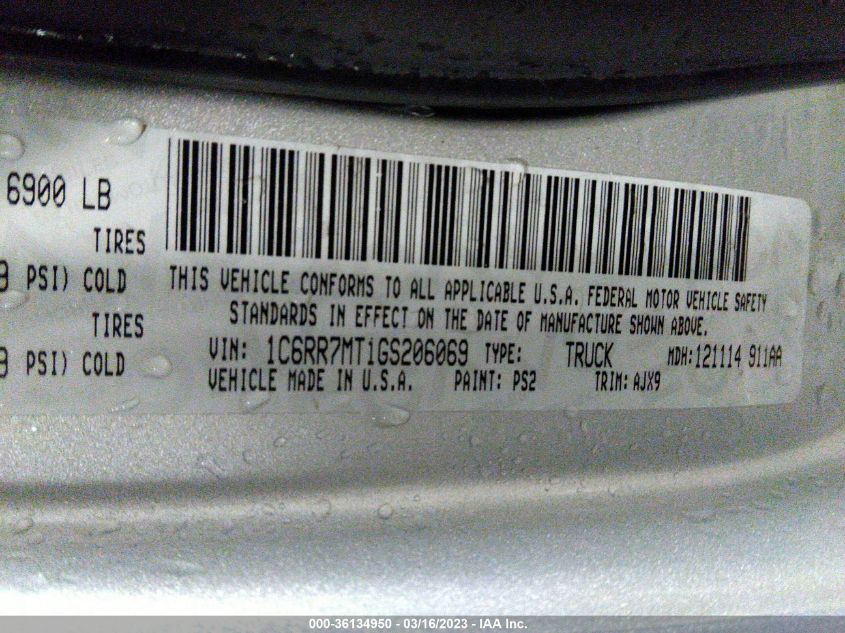 6900 LB
TIRES
PSI) COLD
TIRES
PSI) COLD
THIS VEHICLE CONFORMS TO ALL APPLICABLE U.S.A. FEDERAL MOTOR VEHICLE SAFETY
STANDARDS IN EFFECT ON THE DATE OF MANUFACTURE SHOWN ABOVE.
VIN: 1C6RR7MT1GS206069 TYPE: TRUCK MDH:121114 911AA
VEHICLE MADE IN U.S.A. PAINT: PS2 TRIM: AJX9
000-36134950 - 03/16/2023 - IAA Inc.